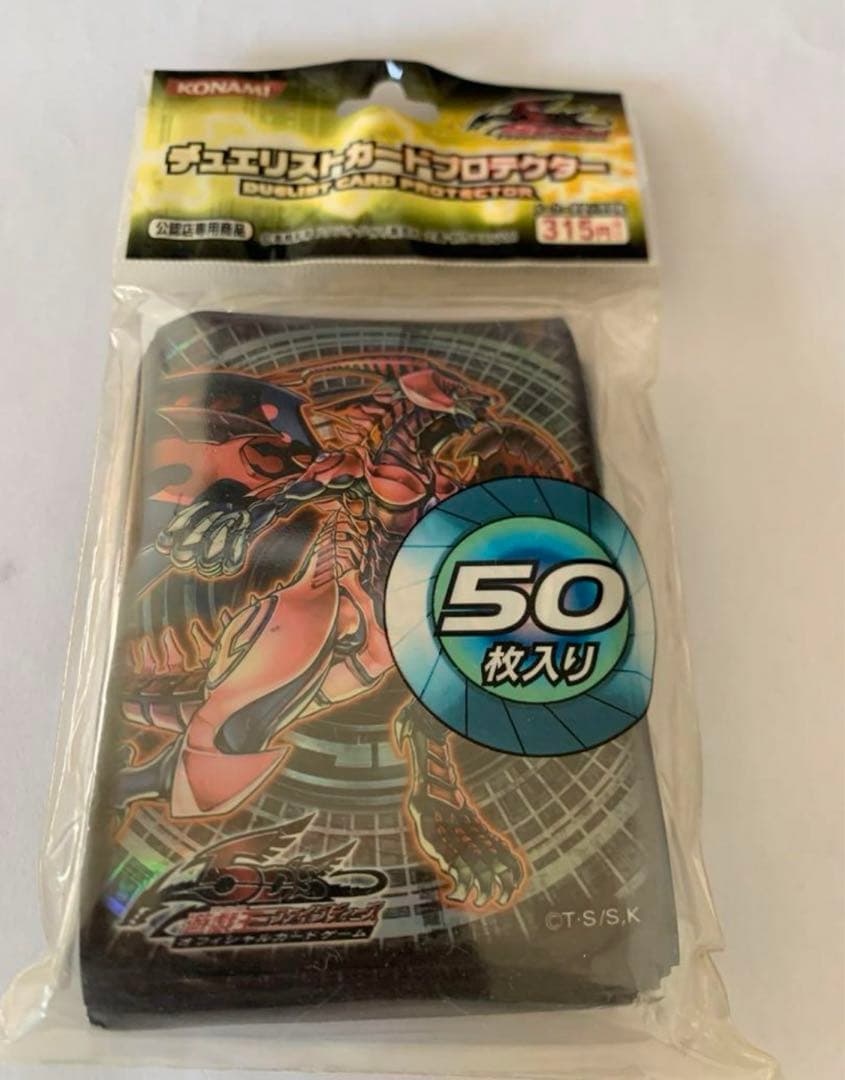 KONAMI
デュエリストカードプロテクター
DUELIST CARD PROTECTOR
公認店専用商品
315円
50
枚入り
5D's
遊戯王ファイブディーズ
オフィシャルカードゲーム
©T・S/S,K